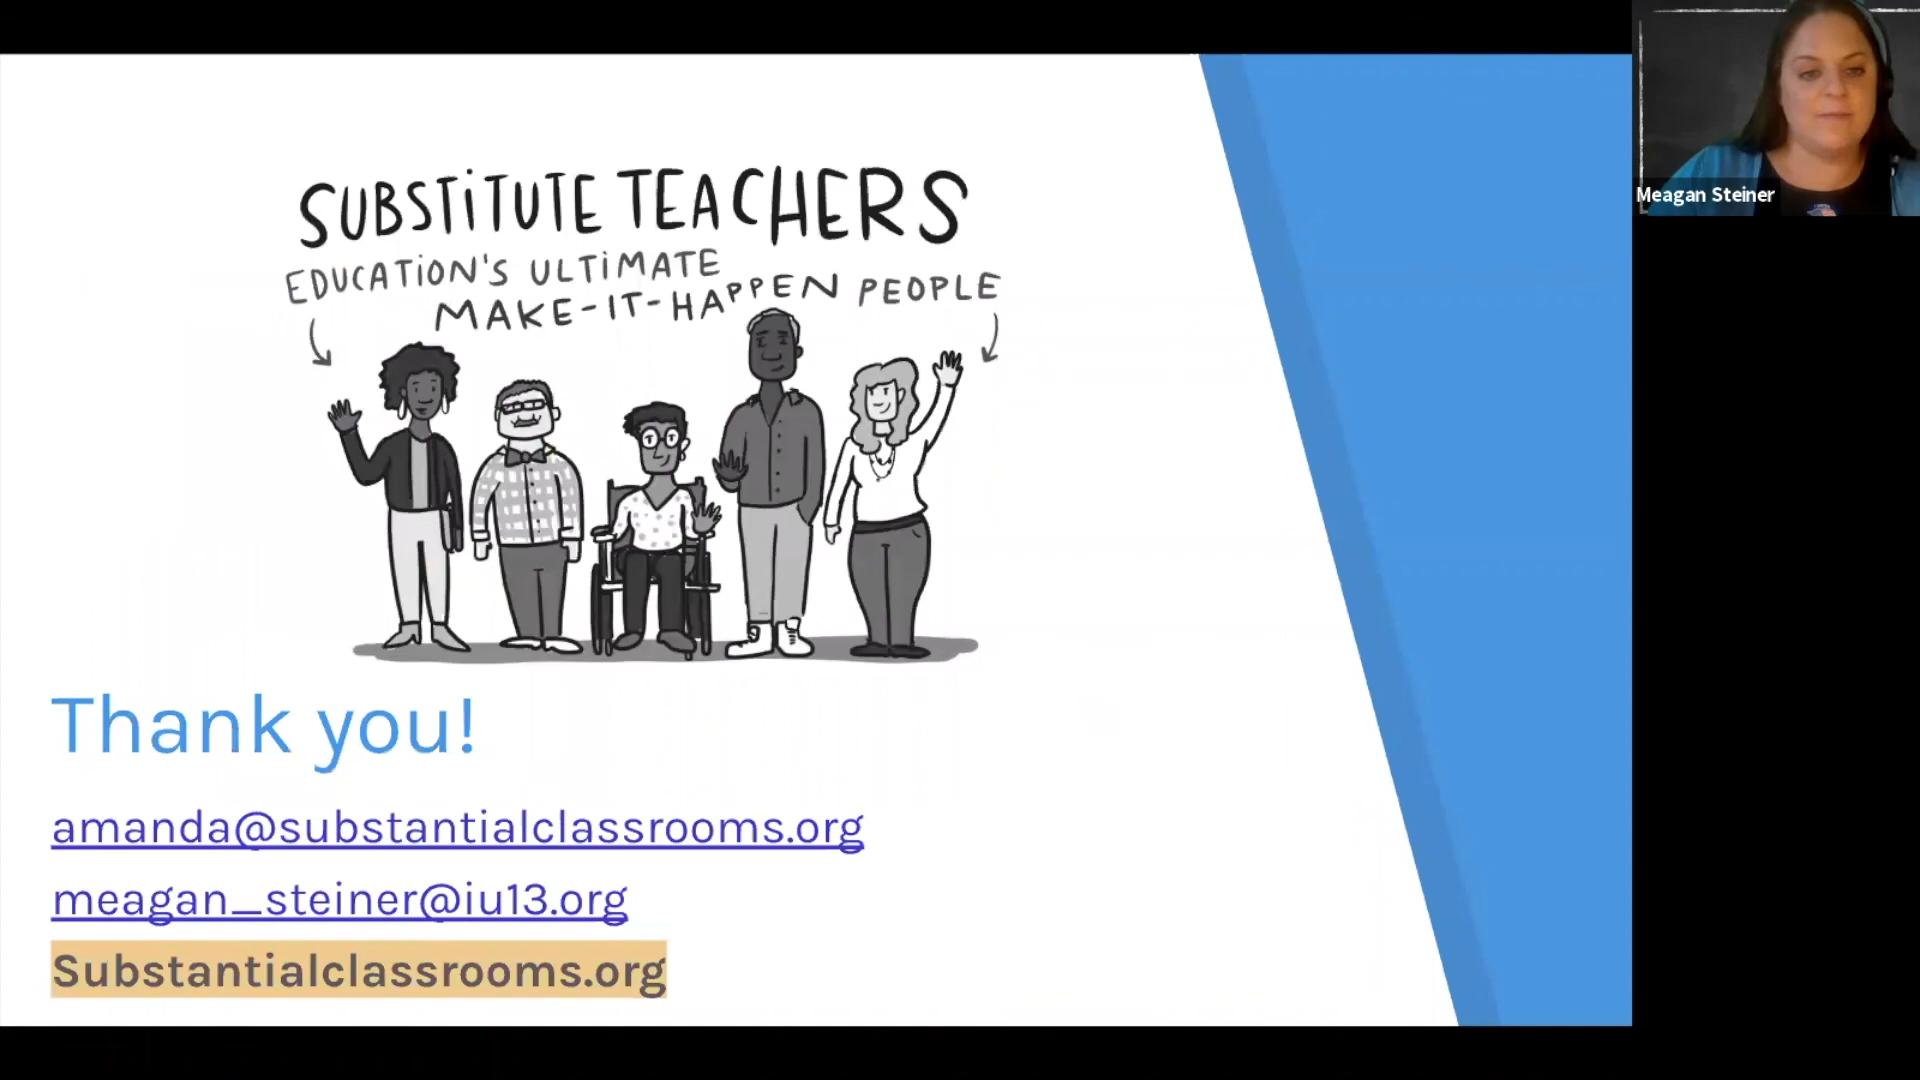 SUBSTITUTE TEACHERS
EDUCATION'S ULTIMATE
MAKE-IT-HAPPEN PEOPLE
Thank you!
amanda@substantialclassrooms.org
meagan_steiner@iu13.org
Substantialclassrooms.org
Meagan Steiner